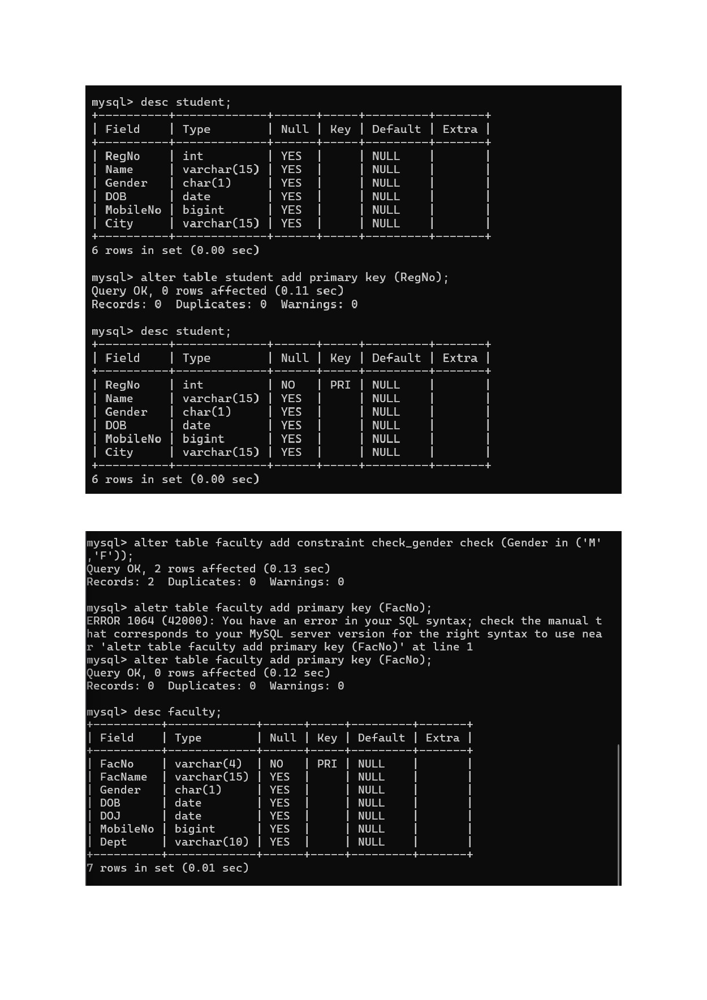 mysql> desc student;
+----------+-------------+------+-----+---------+-------+
| Field    | Type        | Null | Key | Default | Extra |
+----------+-------------+------+-----+---------+-------+
| RegNo    | int         | YES  |     | NULL    |       |
| Name     | varchar(15) | YES  |     | NULL    |       |
| Gender   | char(1)     | YES  |     | NULL    |       |
| DOB      | date        | YES  |     | NULL    |       |
| MobileNo | bigint      | YES  |     | NULL    |       |
| City     | varchar(15) | YES  |     | NULL    |       |
+----------+-------------+------+-----+---------+-------+
6 rows in set (0.00 sec)

mysql> alter table student add primary key (RegNo);
Query OK, 0 rows affected (0.11 sec)
Records: 0  Duplicates: 0  Warnings: 0

mysql> desc student;
+----------+-------------+------+-----+---------+-------+
| Field    | Type        | Null | Key | Default | Extra |
+----------+-------------+------+-----+---------+-------+
| RegNo    | int         | NO   | PRI | NULL    |       |
| Name     | varchar(15) | YES  |     | NULL    |       |
| Gender   | char(1)     | YES  |     | NULL    |       |
| DOB      | date        | YES  |     | NULL    |       |
| MobileNo | bigint      | YES  |     | NULL    |       |
| City     | varchar(15) | YES  |     | NULL    |       |
+----------+-------------+------+-----+---------+-------+
6 rows in set (0.00 sec)

mysql> alter table faculty add constraint check_gender check (Gender in ('M'
,'F'));
Query OK, 2 rows affected (0.13 sec)
Records: 2  Duplicates: 0  Warnings: 0

mysql> aletr table faculty add primary key (FacNo);
ERROR 1064 (42000): You have an error in your SQL syntax; check the manual t
hat corresponds to your MySQL server version for the right syntax to use nea
r 'aletr table faculty add primary key (FacNo)' at line 1
mysql> alter table faculty add primary key (FacNo);
Query OK, 0 rows affected (0.12 sec)
Records: 0  Duplicates: 0  Warnings: 0

mysql> desc faculty;
+----------+-------------+------+-----+---------+-------+
| Field    | Type        | Null | Key | Default | Extra |
+----------+-------------+------+-----+---------+-------+
| FacNo    | varchar(4)  | NO   | PRI | NULL    |       |
| FacName  | varchar(15) | YES  |     | NULL    |       |
| Gender   | char(1)     | YES  |     | NULL    |       |
| DOB      | date        | YES  |     | NULL    |       |
| DOJ      | date        | YES  |     | NULL    |       |
| MobileNo | bigint      | YES  |     | NULL    |       |
| Dept     | varchar(10) | YES  |     | NULL    |       |
+----------+-------------+------+-----+---------+-------+
7 rows in set (0.01 sec)